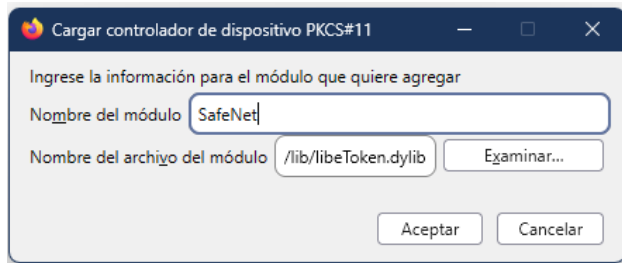 Cargar controlador de dispositivo PKCS#11
Ingrese la información para el módulo que quiere agregar
Nombre del módulo SafeNet
Nombre del archivo del módulo /lib/libeToken.dylib Examinar...
Aceptar Cancelar